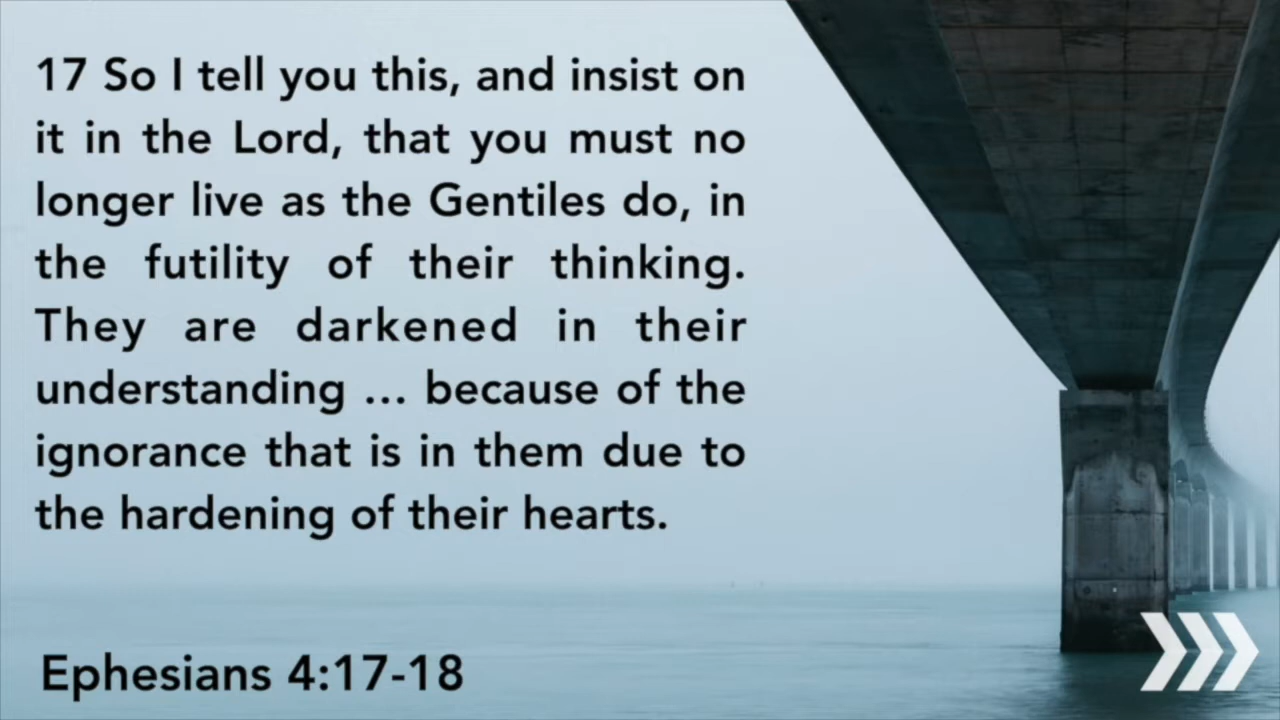 17 So I tell you this, and insist on
it in the Lord, that you must no
longer live as the Gentiles do, in
the futility of their thinking.
They are darkened in their
understanding … because of the
ignorance that is in them due to
the hardening of their hearts.
Ephesians 4:17-18